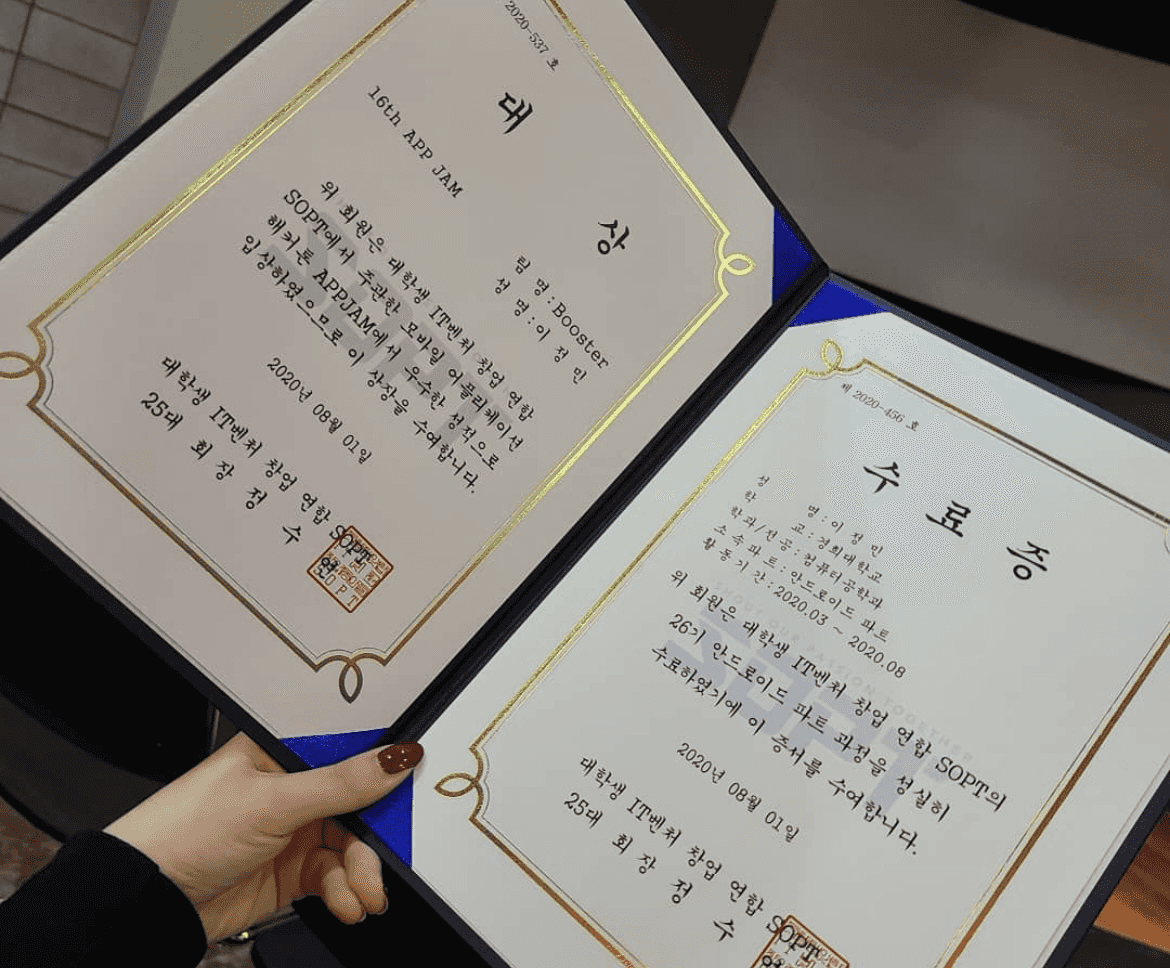 2020-537 호
대 상
16th APP JAM
팀 명:Booster
성 명:이 정 민
위 회원은 대학생 IT벤처 창업 연합
SOPT에서 주관한 모바일 어플리케이션
해커톤 APPJAM에서 우수한 성적으로
입상하였으므로 이 상장을 수여합니다.
2020년 08월 01일
대학생 IT벤처 창업 연합 SOPT
25대 회 장 정 수 연
제 2020-456 호
수 료 증
성 명:이 정 민
학 교:경희대학교
학과/전공:컴퓨터공학과
소 속 파 트:안드로이드 파트
활 동 기 간:2020.03 ~ 2020.08
위 회원은 대학생 IT벤처 창업 연합 SOPT의
26기 안드로이드 파트 과정을 성실히
수료하였기에 이 증서를 수여합니다.
SHOUT OUR PASSION TOGETHER
SOPT
2020년 08월 01일
대학생 IT벤처 창업 연합 SOPT
25대 회 장 정 수 연